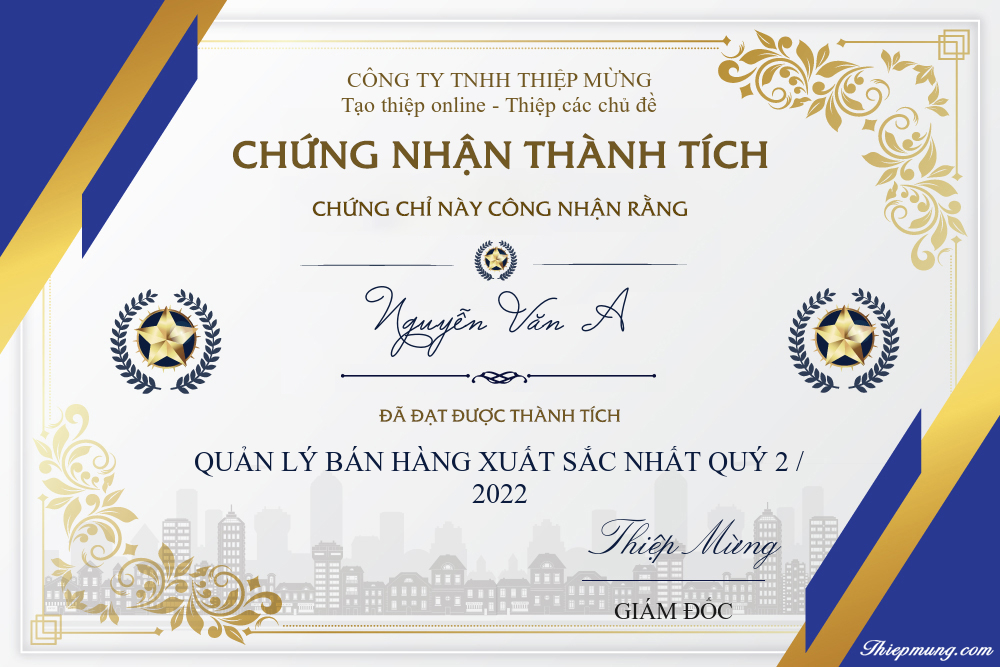 CÔNG TY TNHH THIỆP MỪNG
Tạo thiệp online - Thiệp các chủ đề
CHỨNG NHẬN THÀNH TÍCH
CHỨNG CHỈ NÀY CÔNG NHẬN RẰNG
Nguyễn Văn A
ĐÃ ĐẠT ĐƯỢC THÀNH TÍCH
QUẢN LÝ BÁN HÀNG XUẤT SẮC NHẤT QUÝ 2 /
2022
Thiệp Mừng
GIÁM ĐỐC
Thiepmung.com